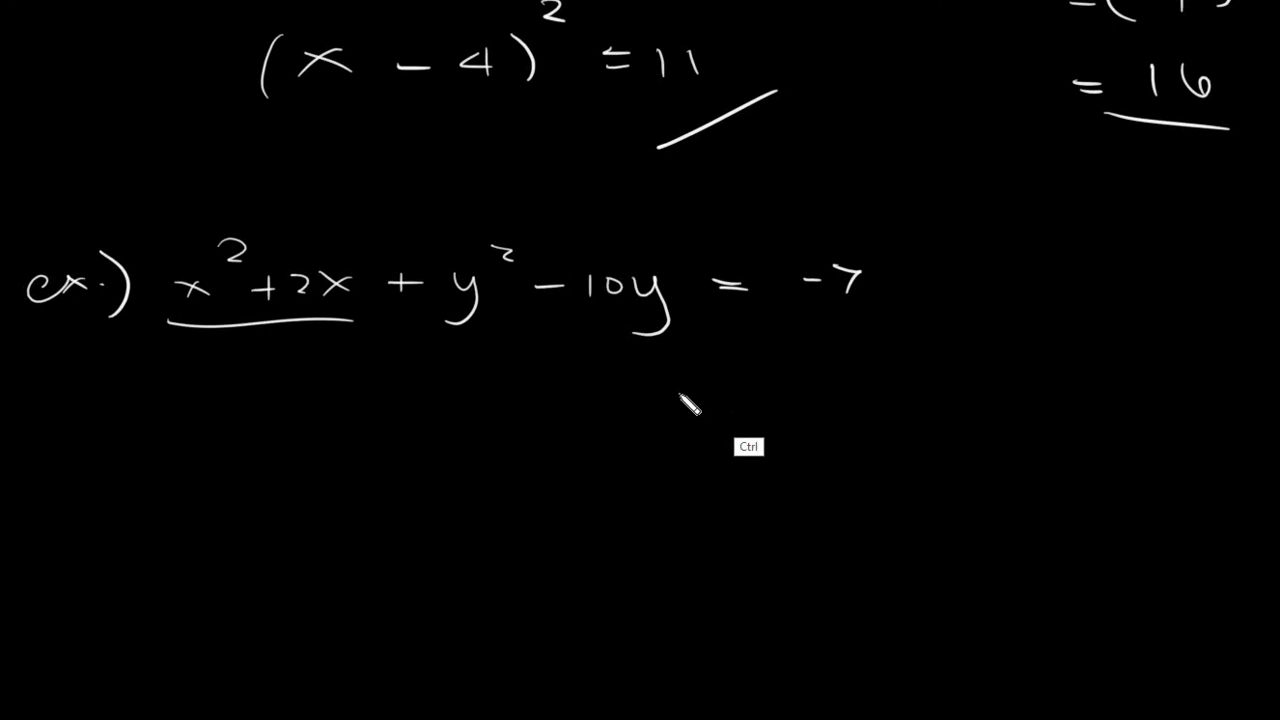 (x - 4)² = 11
= 16
ex.) x² + 2x + y² - 10y = -7
Ctrl